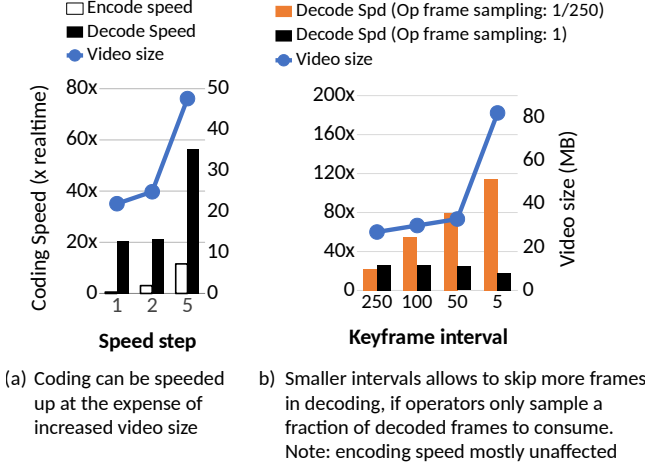 Encode speed
Decode Speed
Video size
80x
60x
40x
20x
0
50
40
30
20
10
0
1 2 5
Coding Speed (x realtime)
Speed step
Decode Spd (Op frame sampling: 1/250)
Decode Spd (Op frame sampling: 1)
Video size
200x
160x
120x
80x
40x
0
80
60
40
20
0
250 100 50 5
Video size (MB)
Keyframe interval
(a) Coding can be speeded
up at the expense of
increased video size
b) Smaller intervals allows to skip more frames
in decoding, if operators only sample a
fraction of decoded frames to consume.
Note: encoding speed mostly unaffected